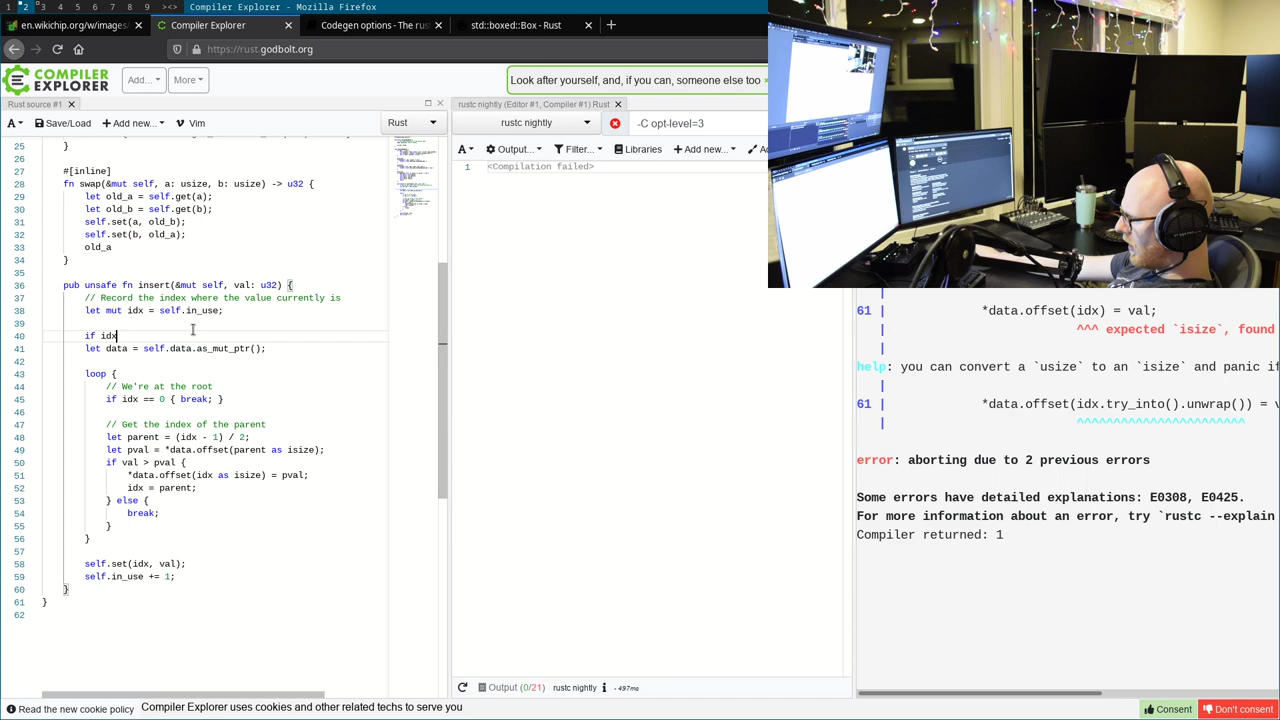 1 2 3 4 5 6 7 8 9 ><> Compiler Explorer - Mozilla Firefox
en.wikichip.org/w/images/
Compiler Explorer
Codegen options - The rust
std::boxed::Box - Rust
https://rust.godbolt.org
COMPILER EXPLORER
Add...
More
Look after yourself, and, if you can, someone else too
Rust source #1
A
Save/Load
Add new...
Vim
Rust
25 }
26
27 #[inline]
28 fn swap(&mut self, a: usize, b: usize) -> u32 {
29 let old_a = self.get(a);
30 let old_b = self.get(b);
31 self.set(a, old_b);
32 self.set(b, old_a);
33 old_a
34 }
35
36 pub unsafe fn insert(&mut self, val: u32) {
37 // Record the index where the value currently is
38 let mut idx = self.in_use;
39
40 if idx
41 let data = self.data.as_mut_ptr();
42
43 loop {
44 // We're at the root
45 if idx == 0 { break; }
46
47 // Get the index of the parent
48 let parent = (idx - 1) / 2;
49 let pval = *data.offset(parent as isize);
50 if val > pval {
51 *data.offset(idx as isize) = pval;
52 idx = parent;
53 } else {
54 break;
55 }
56 }
57
58 self.set(idx, val);
59 self.in_use += 1;
60 }
61 }
62
rustc nightly (Editor #1, Compiler #1) Rust
rustc nightly
-C opt-level=3
A
Output...
Filter...
Libraries
Add new...
1 <Compilation failed>
Output (0/21) rustc nightly i - 497ms
|
61 | *data.offset(idx) = val;
| ^^^ expected `isize`, found
|
help: you can convert a `usize` to an `isize` and panic if
|
61 | *data.offset(idx.try_into().unwrap()) = v
| ^^^^^^^^^^^^^^^^^^^^^^^
error: aborting due to 2 previous errors
Some errors have detailed explanations: E0308, E0425.
For more information about an error, try `rustc --explain
Compiler returned: 1
Read the new cookie policy
Compiler Explorer uses cookies and other related techs to serve you
Consent
Don't consent